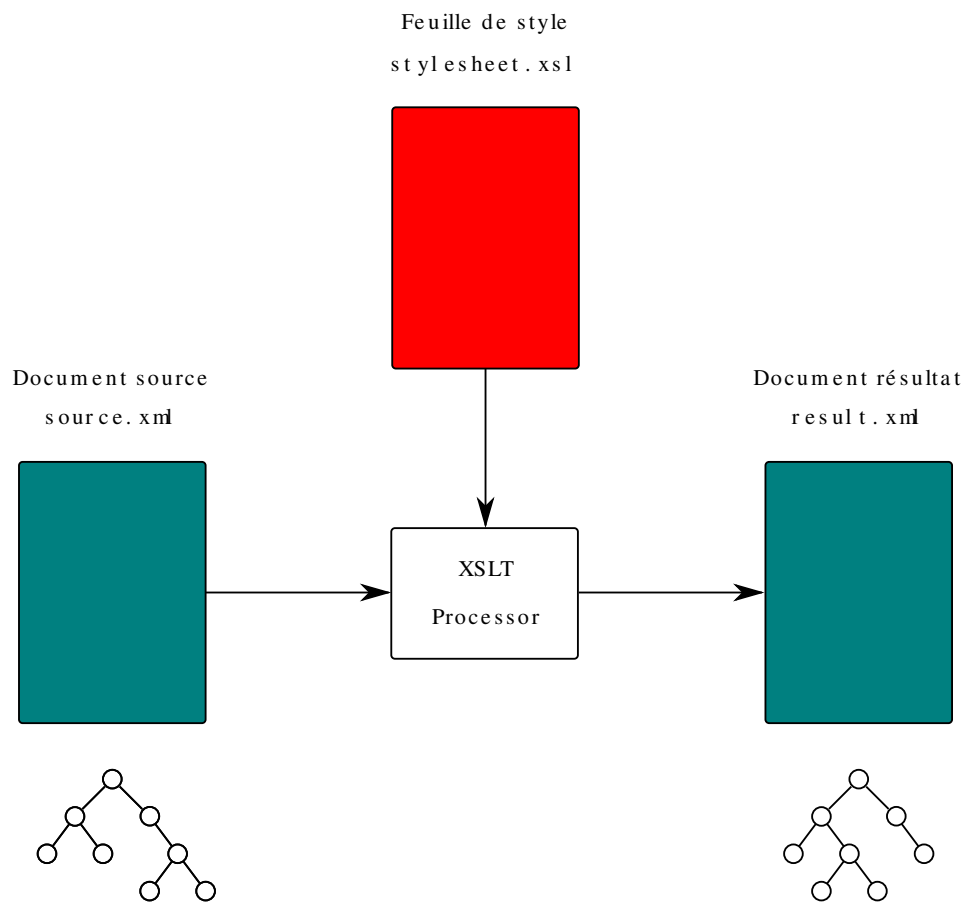 Feuille de style
stylesheet.xsl
Document source
source.xml
Document résultat
result.xml
XSLT
Processor